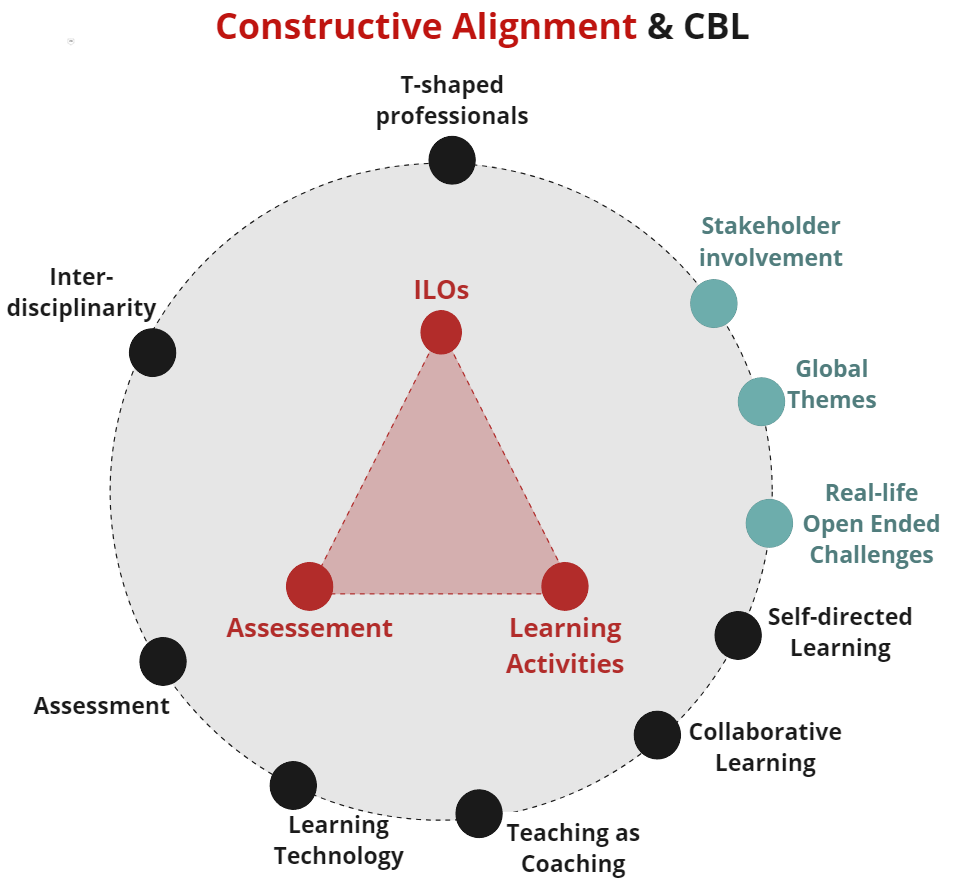 Constructive Alignment & CBL
T-shaped
professionals
Stakeholder
involvement
Inter-
disciplinarity
ILOs
Global
Themes
Real-life
Open Ended
Challenges
Assessement
Learning
Activities
Self-directed
Learning
Assessment
Collaborative
Learning
Learning
Technology
Teaching as
Coaching